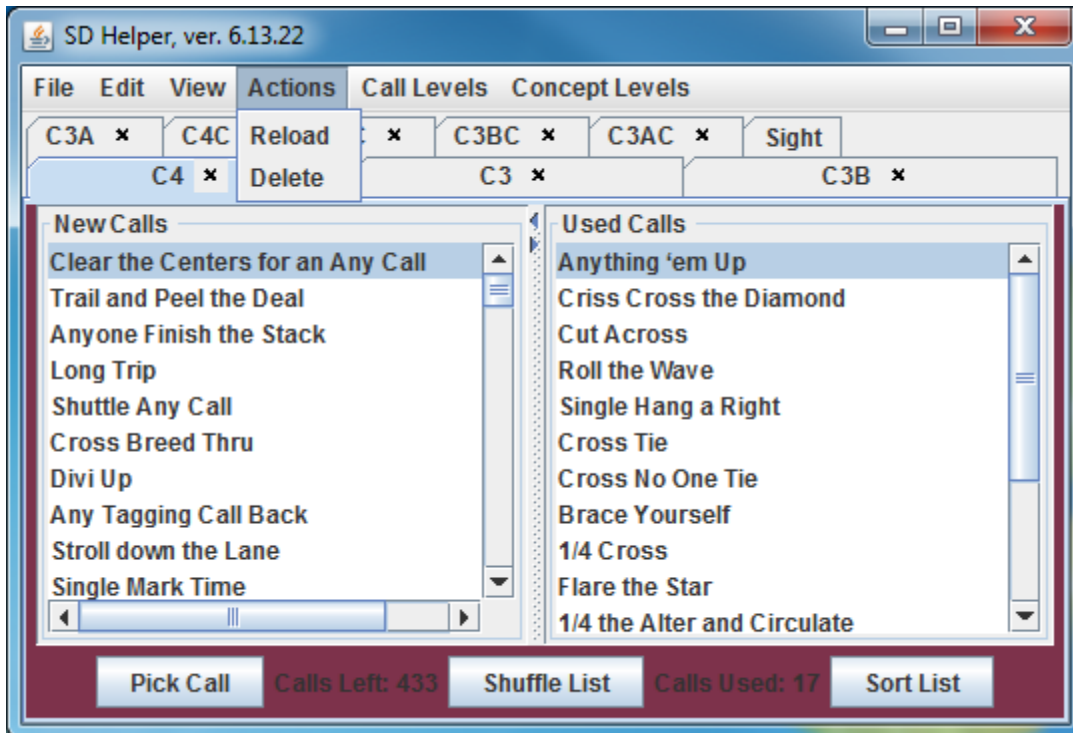 SD Helper, ver. 6.13.22
File Edit View Actions Call Levels Concept Levels
C3A C4C C C3BC C3AC Sight
Reload
C4 C3 C3B
Delete
New Calls
Clear the Centers for an Any Call
Trail and Peel the Deal
Anyone Finish the Stack
Long Trip
Shuttle Any Call
Cross Breed Thru
Divi Up
Any Tagging Call Back
Stroll down the Lane
Single Mark Time
Used Calls
Anything ‘em Up
Criss Cross the Diamond
Cut Across
Roll the Wave
Single Hang a Right
Cross Tie
Cross No One Tie
Brace Yourself
1/4 Cross
Flare the Star
1/4 the Alter and Circulate
Pick Call Calls Left: 433 Shuffle List Calls Used: 17 Sort List